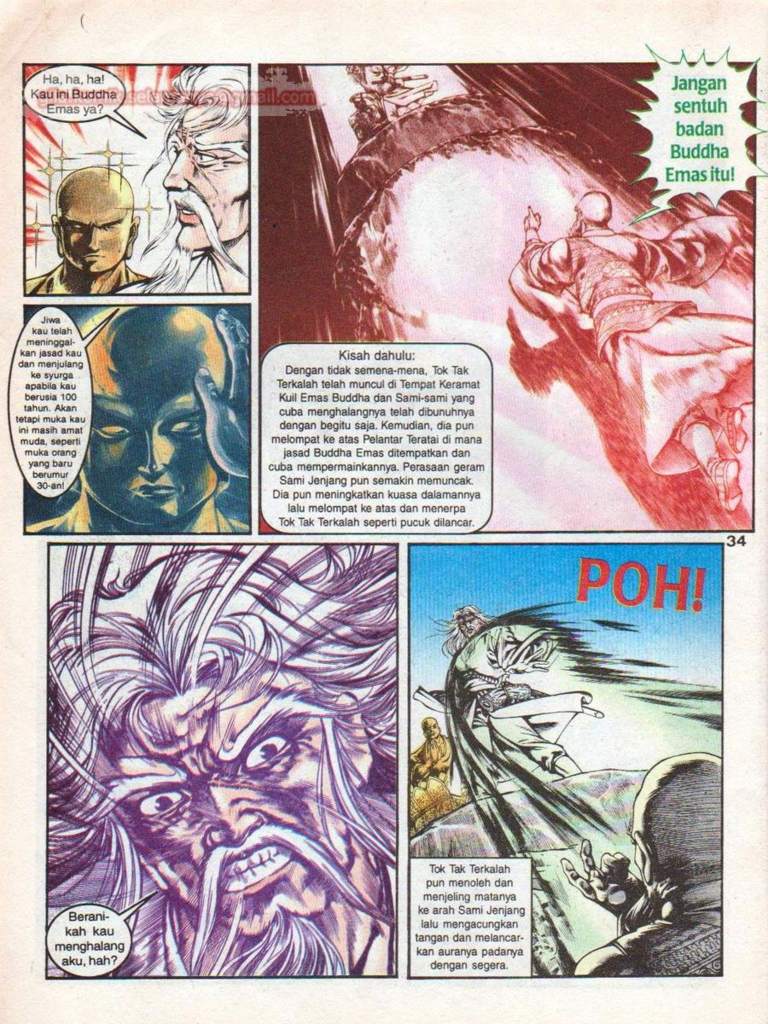 Ha, ha, ha!
Kau ini Buddha
Emas ya?
Jangan
sentuh
badan
Buddha
Emas itu!
Jiwa
kau telah
meninggal-
kan jasad kau
dan menjulang
ke syurga
apabila kau
berusia 100
tahun. Akan
tetapi muka kau
ini masih amat
muda, seperti
muka orang
yang baru
berumur
30-an!
Kisah dahulu:
Dengan tidak semena-mena, Tok Tak
Terkalah telah muncul di Tempat Keramat
Kuil Emas Buddha dan Sami-sami yang
cuba menghalangnya telah dibunuhnya
dengan begitu saja. Kemudian, dia pun
melompat ke atas Pelantar Teratai di mana
jasad Buddha Emas ditempatkan dan
cuba mempermainkannya. Perasaan geram
Sami Jenjang pun semakin memuncak.
Dia pun meningkatkan kuasa dalamannya
lalu melompat ke atas dan menerpa
Tok Tak Terkalah seperti pucuk dilancar.
34
Berani-
kah kau
menghalang
aku, hah?
POH!
Tok Tak Terkalah
pun menoleh dan
menjeling matanya
ke arah Sami Jenjang
lalu mengacungkan
tangan dan melancar-
kan auranya padanya
dengan segera.